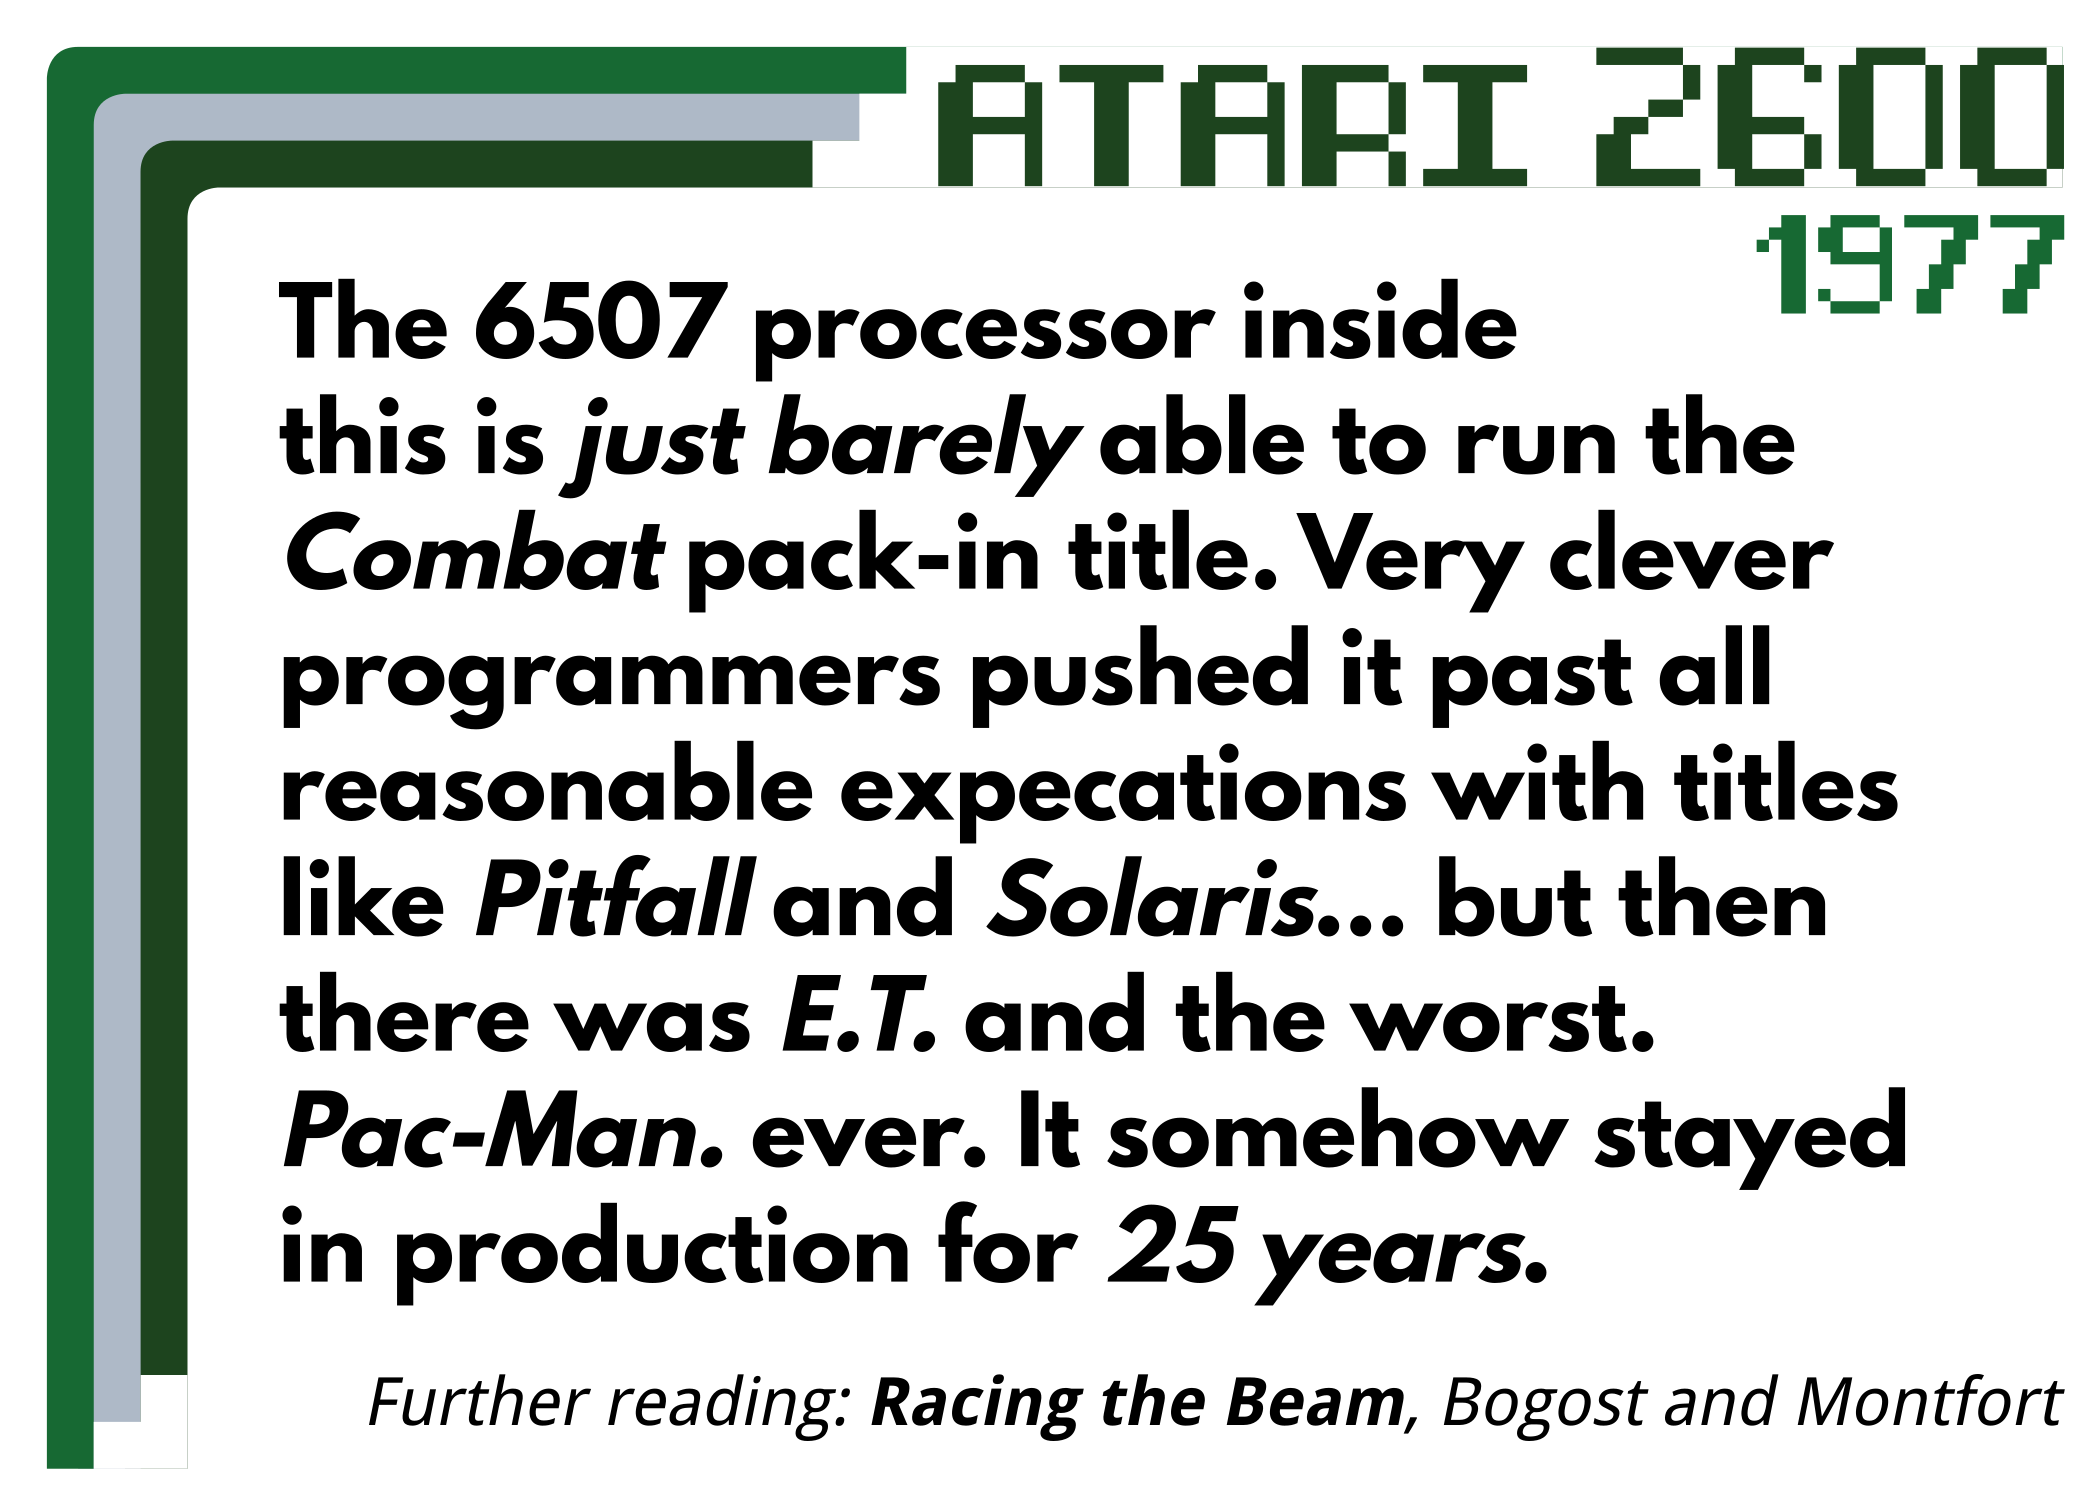 ATARI 2600
1977
The 6507 processor inside
this is just barely able to run the
Combat pack-in title. Very clever
programmers pushed it past all
reasonable expecations with titles
like Pitfall and Solaris... but then
there was E.T. and the worst.
Pac-Man. ever. It somehow stayed
in production for 25 years.
Further reading: Racing the Beam, Bogost and Montfort